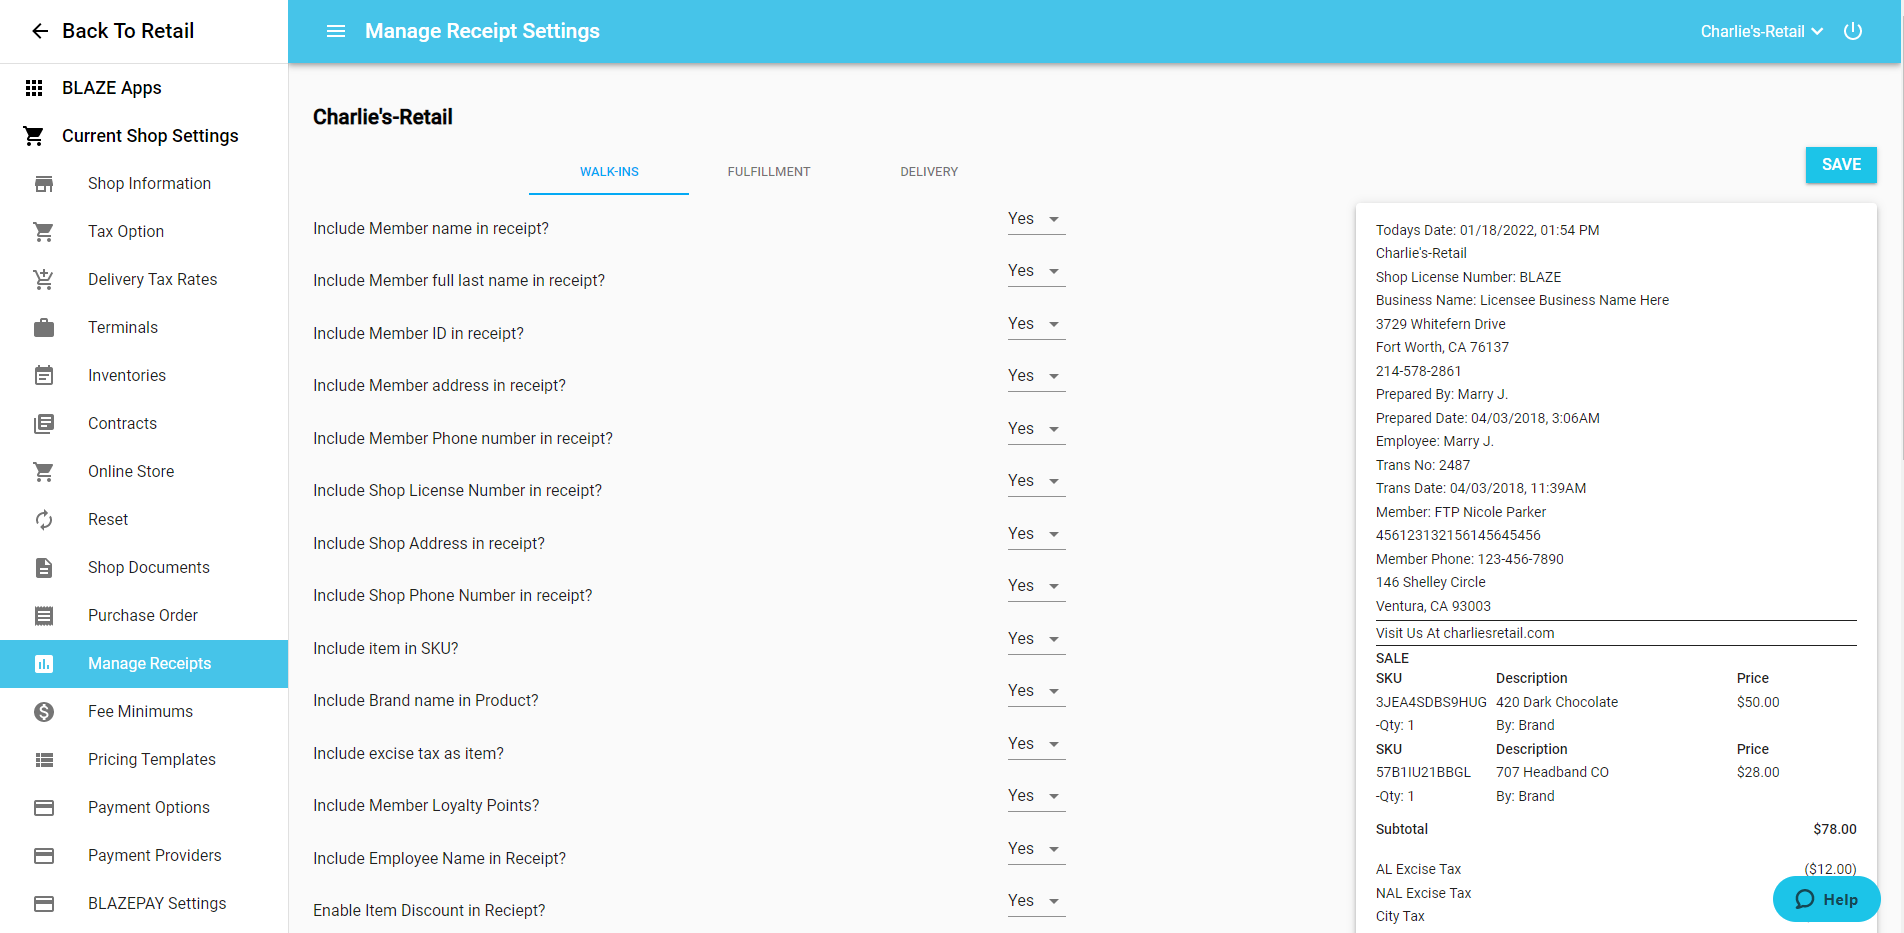 Back To Retail
Manage Receipt Settings
Charlie's-Retail
BLAZE Apps
Current Shop Settings
Shop Information
Tax Option
Delivery Tax Rates
Terminals
Inventories
Contracts
Online Store
Reset
Shop Documents
Purchase Order
Manage Receipts
Fee Minimums
Pricing Templates
Payment Options
Payment Providers
BLAZEPAY Settings
Charlie's-Retail
WALK-INS FULFILLMENT DELIVERY
SAVE
Include Member name in receipt? Yes
Include Member full last name in receipt? Yes
Include Member ID in receipt? Yes
Include Member address in receipt? Yes
Include Member Phone number in receipt? Yes
Include Shop License Number in receipt? Yes
Include Shop Address in receipt? Yes
Include Shop Phone Number in receipt? Yes
Include item in SKU? Yes
Include Brand name in Product? Yes
Include excise tax as item? Yes
Include Member Loyalty Points? Yes
Include Employee Name in Receipt? Yes
Enable Item Discount in Reciept? Yes
Todays Date: 01/18/2022, 01:54 PM
Charlie's-Retail
Shop License Number: BLAZE
Business Name: Licensee Business Name Here
3729 Whitefern Drive
Fort Worth, CA 76137
214-578-2861
Prepared By: Marry J.
Prepared Date: 04/03/2018, 3:06AM
Employee: Marry J.
Trans No: 2487
Trans Date: 04/03/2018, 11:39AM
Member: FTP Nicole Parker
456123132156145645456
Member Phone: 123-456-7890
146 Shelley Circle
Ventura, CA 93003
Visit Us At charliesretail.com
SALE
SKU Description Price
3JEA4SDBS9HUG 420 Dark Chocolate $50.00
-Qty: 1 By: Brand
SKU Description Price
57B1IU21BBGL 707 Headband CO $28.00
-Qty: 1 By: Brand
Subtotal $78.00
AL Excise Tax ($12.00)
NAL Excise Tax
City Tax
Help